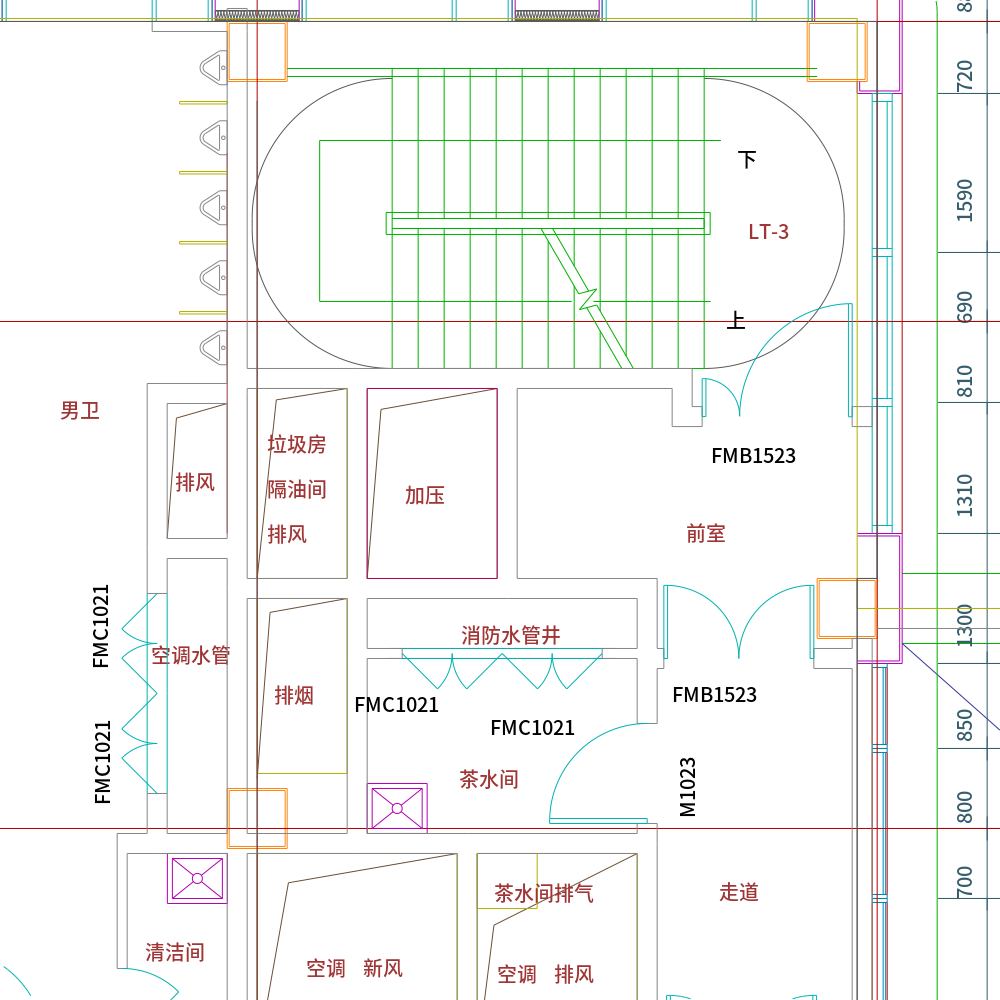 720
下
1590
LT-3
690
上
810
男卫
垃圾房
隔油间
排风
排风
加压
FMB1523
1310
前室
FMC1021
空调水管
消防水管井
1300
排烟
FMC1021
FMC1021
FMB1523
850
FMC1021
茶水间
M1023
800
茶水间排气
走道
700
清洁间
空调 新风
空调 排风